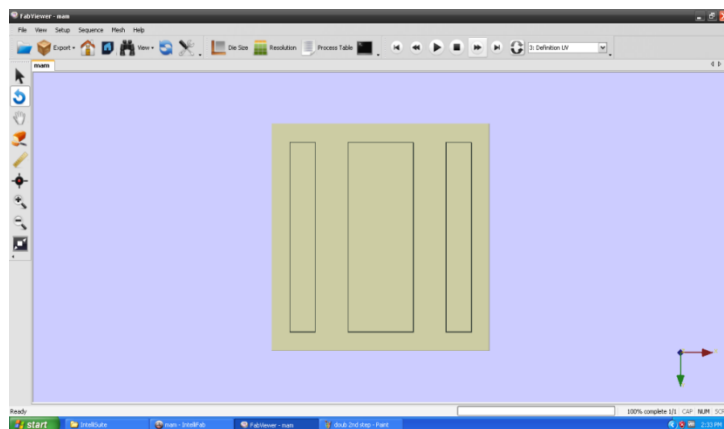 FabViewer - mam
File View Setup Sequence Mesh Help
Export View Die Size Resolution Process Table 3: Definition UV
mam
Ready 100% complete 1/1 CAP NUM SCR
start IntelliSuite mam - IntelliFab FabViewer - mam doub 2nd step - Paint 2:33 PM